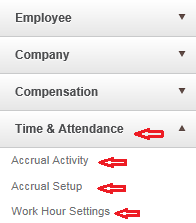 Employee
Company
Compensation
Time & Attendance
Accrual Activity
Accrual Setup
Work Hour Settings